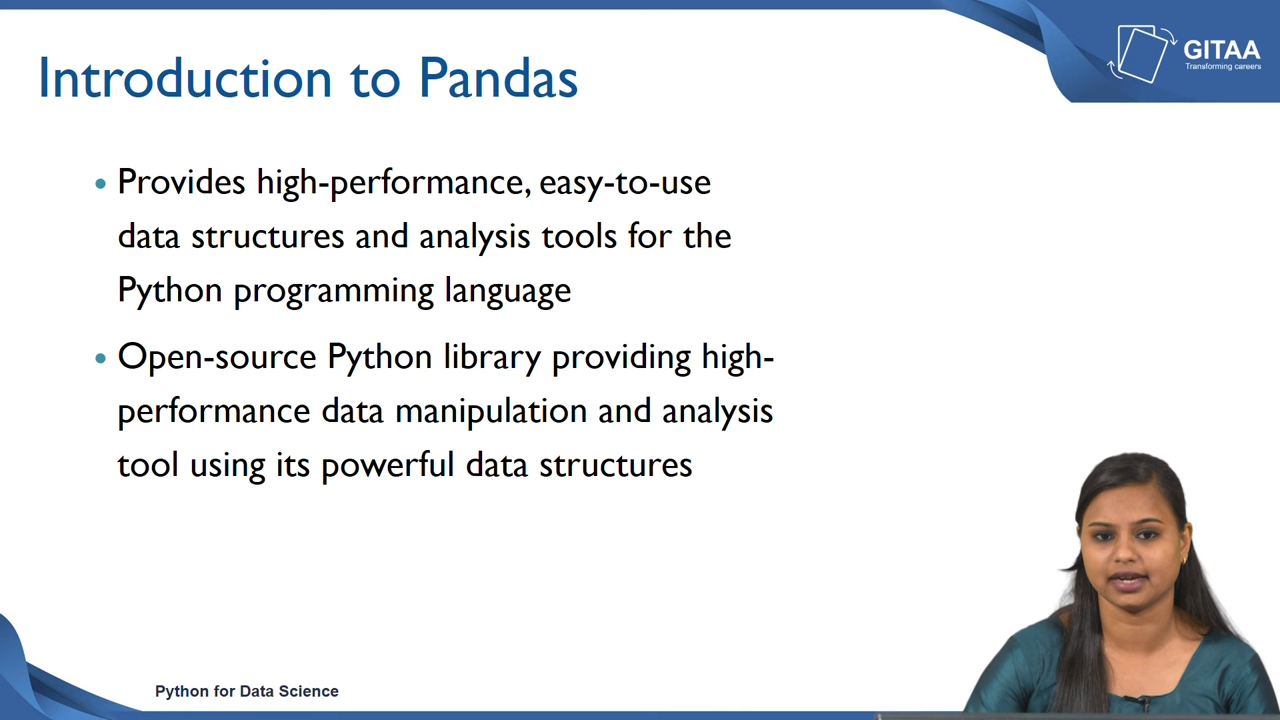 Introduction to Pandas
GITAA
Transforming careers
• Provides high-performance, easy-to-use
data structures and analysis tools for the
Python programming language
• Open-source Python library providing high-
performance data manipulation and analysis
tool using its powerful data structures
Python for Data Science